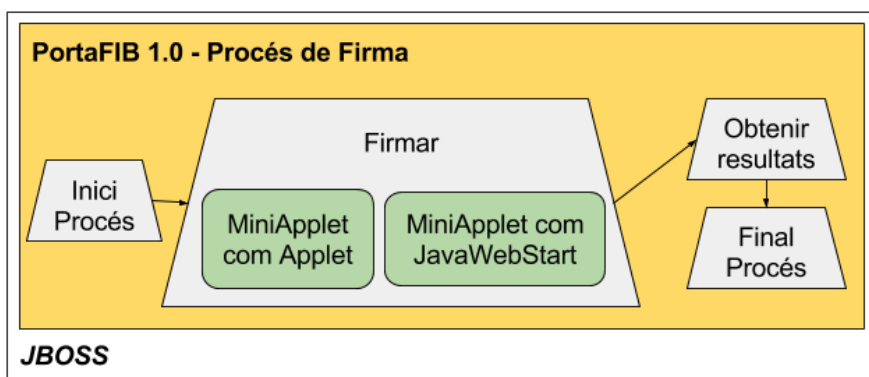 PortaFIB 1.0 - Procés de Firma
Inici
Procés
Firmar
MiniApplet
com Applet
MiniApplet com
JavaWebStart
Obtenir
resultats
Final
Procés
JBOSS